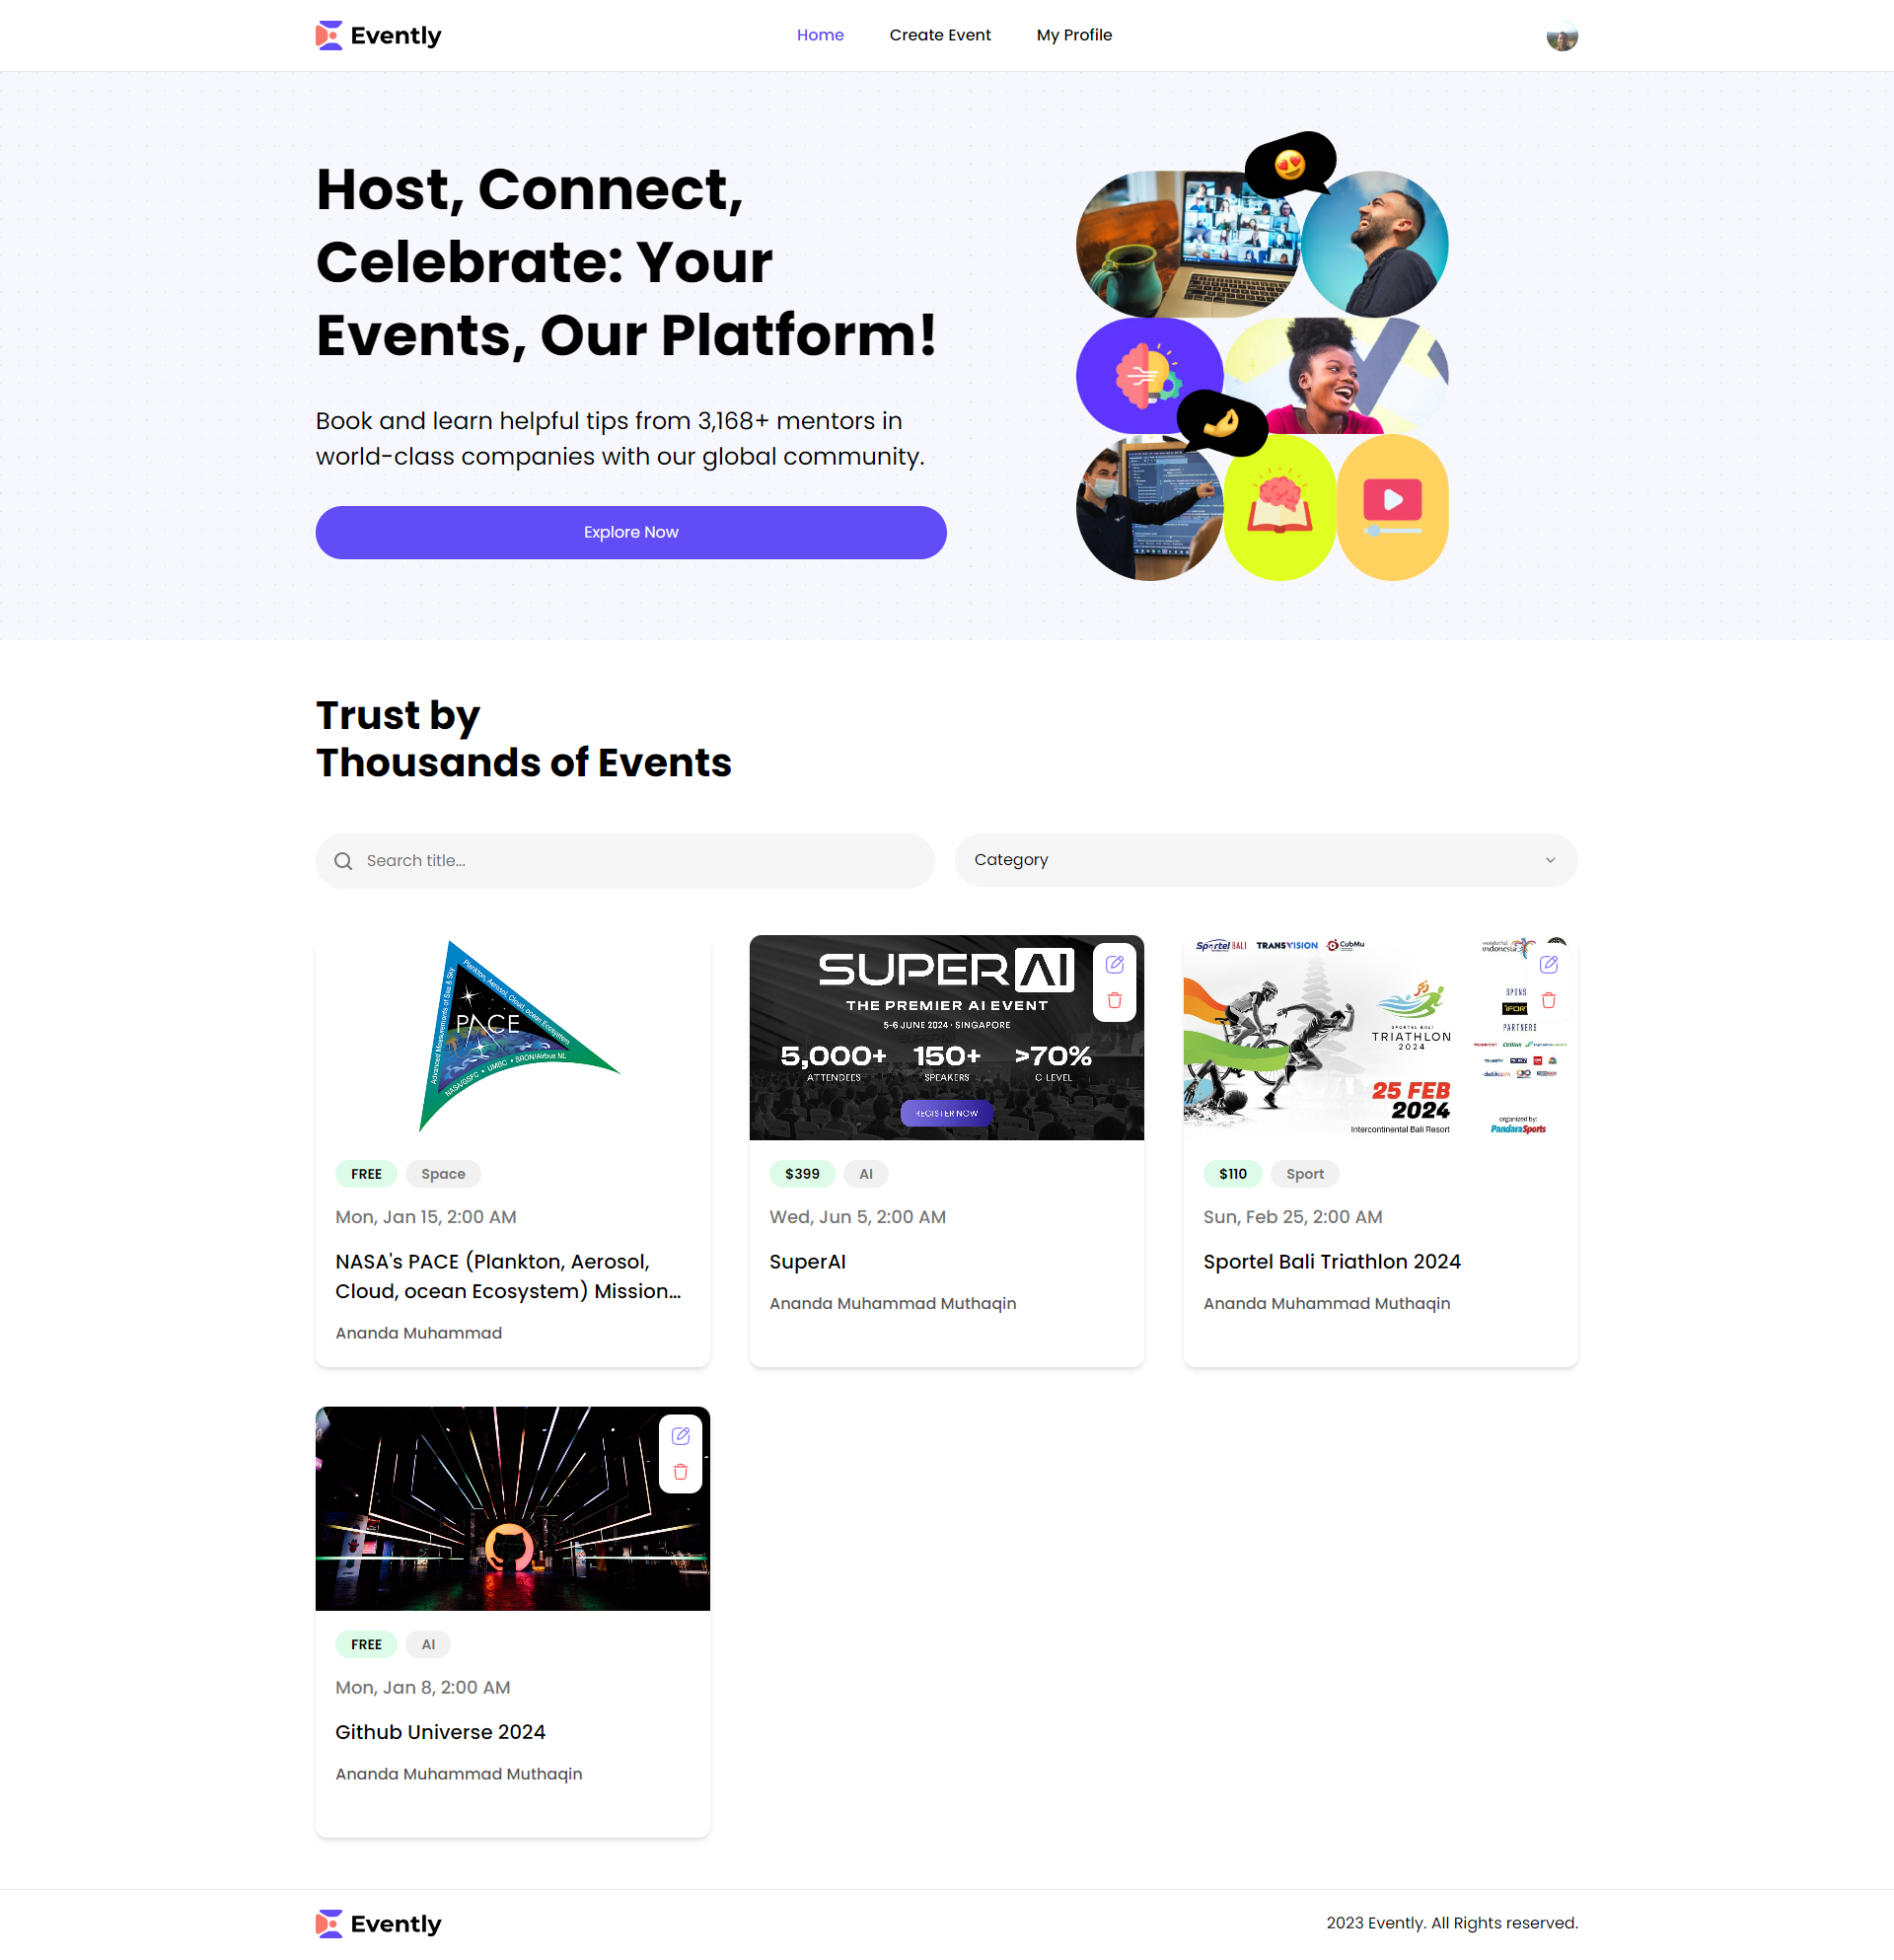 Evently
Home
Create Event
My Profile
Host, Connect,
Celebrate: Your
Events, Our Platform!
Book and learn helpful tips from 3,168+ mentors in
world-class companies with our global community.
Explore Now
Trust by
Thousands of Events
Search title...
Category
Plankton, Aerosol, Cloud, ocean Ecosystem
Advanced Measurements of Sea & Sky
PACE
NASA/GSFC • UMBC • SRON/Airbus NL
FREE
Space
Mon, Jan 15, 2:00 AM
NASA's PACE (Plankton, Aerosol,
Cloud, ocean Ecosystem) Mission...
Ananda Muhammad
SUPERAI
THE PREMIER AI EVENT
5-6 JUNE 2024 · SINGAPORE
5,000+ 150+ >70%
ATTENDEES SPEAKERS C LEVEL
REGISTER NOW
$399
AI
Wed, Jun 5, 2:00 AM
SuperAI
Ananda Muhammad Muthaqin
Sportel BALI TRANSVISION CubMu
wonderful indonesia
SPONS
PARTNERS
SPORTEL BALI
TRIATHLON
2024
25 FEB
2024
Intercontinental Bali Resort
organized by:
PandaraSports
$110
Sport
Sun, Feb 25, 2:00 AM
Sportel Bali Triathlon 2024
Ananda Muhammad Muthaqin
FREE
AI
Mon, Jan 8, 2:00 AM
Github Universe 2024
Ananda Muhammad Muthaqin
Evently
2023 Evently. All Rights reserved.